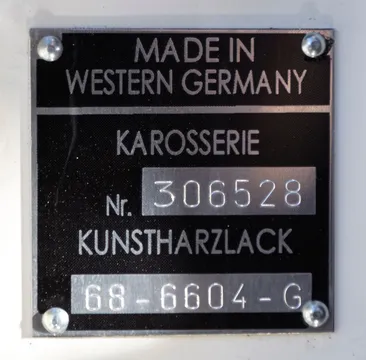 MADE IN
WESTERN GERMANY
KAROSSERIE
Nr. 306528
KUNSTHARZLACK
68-6604-G